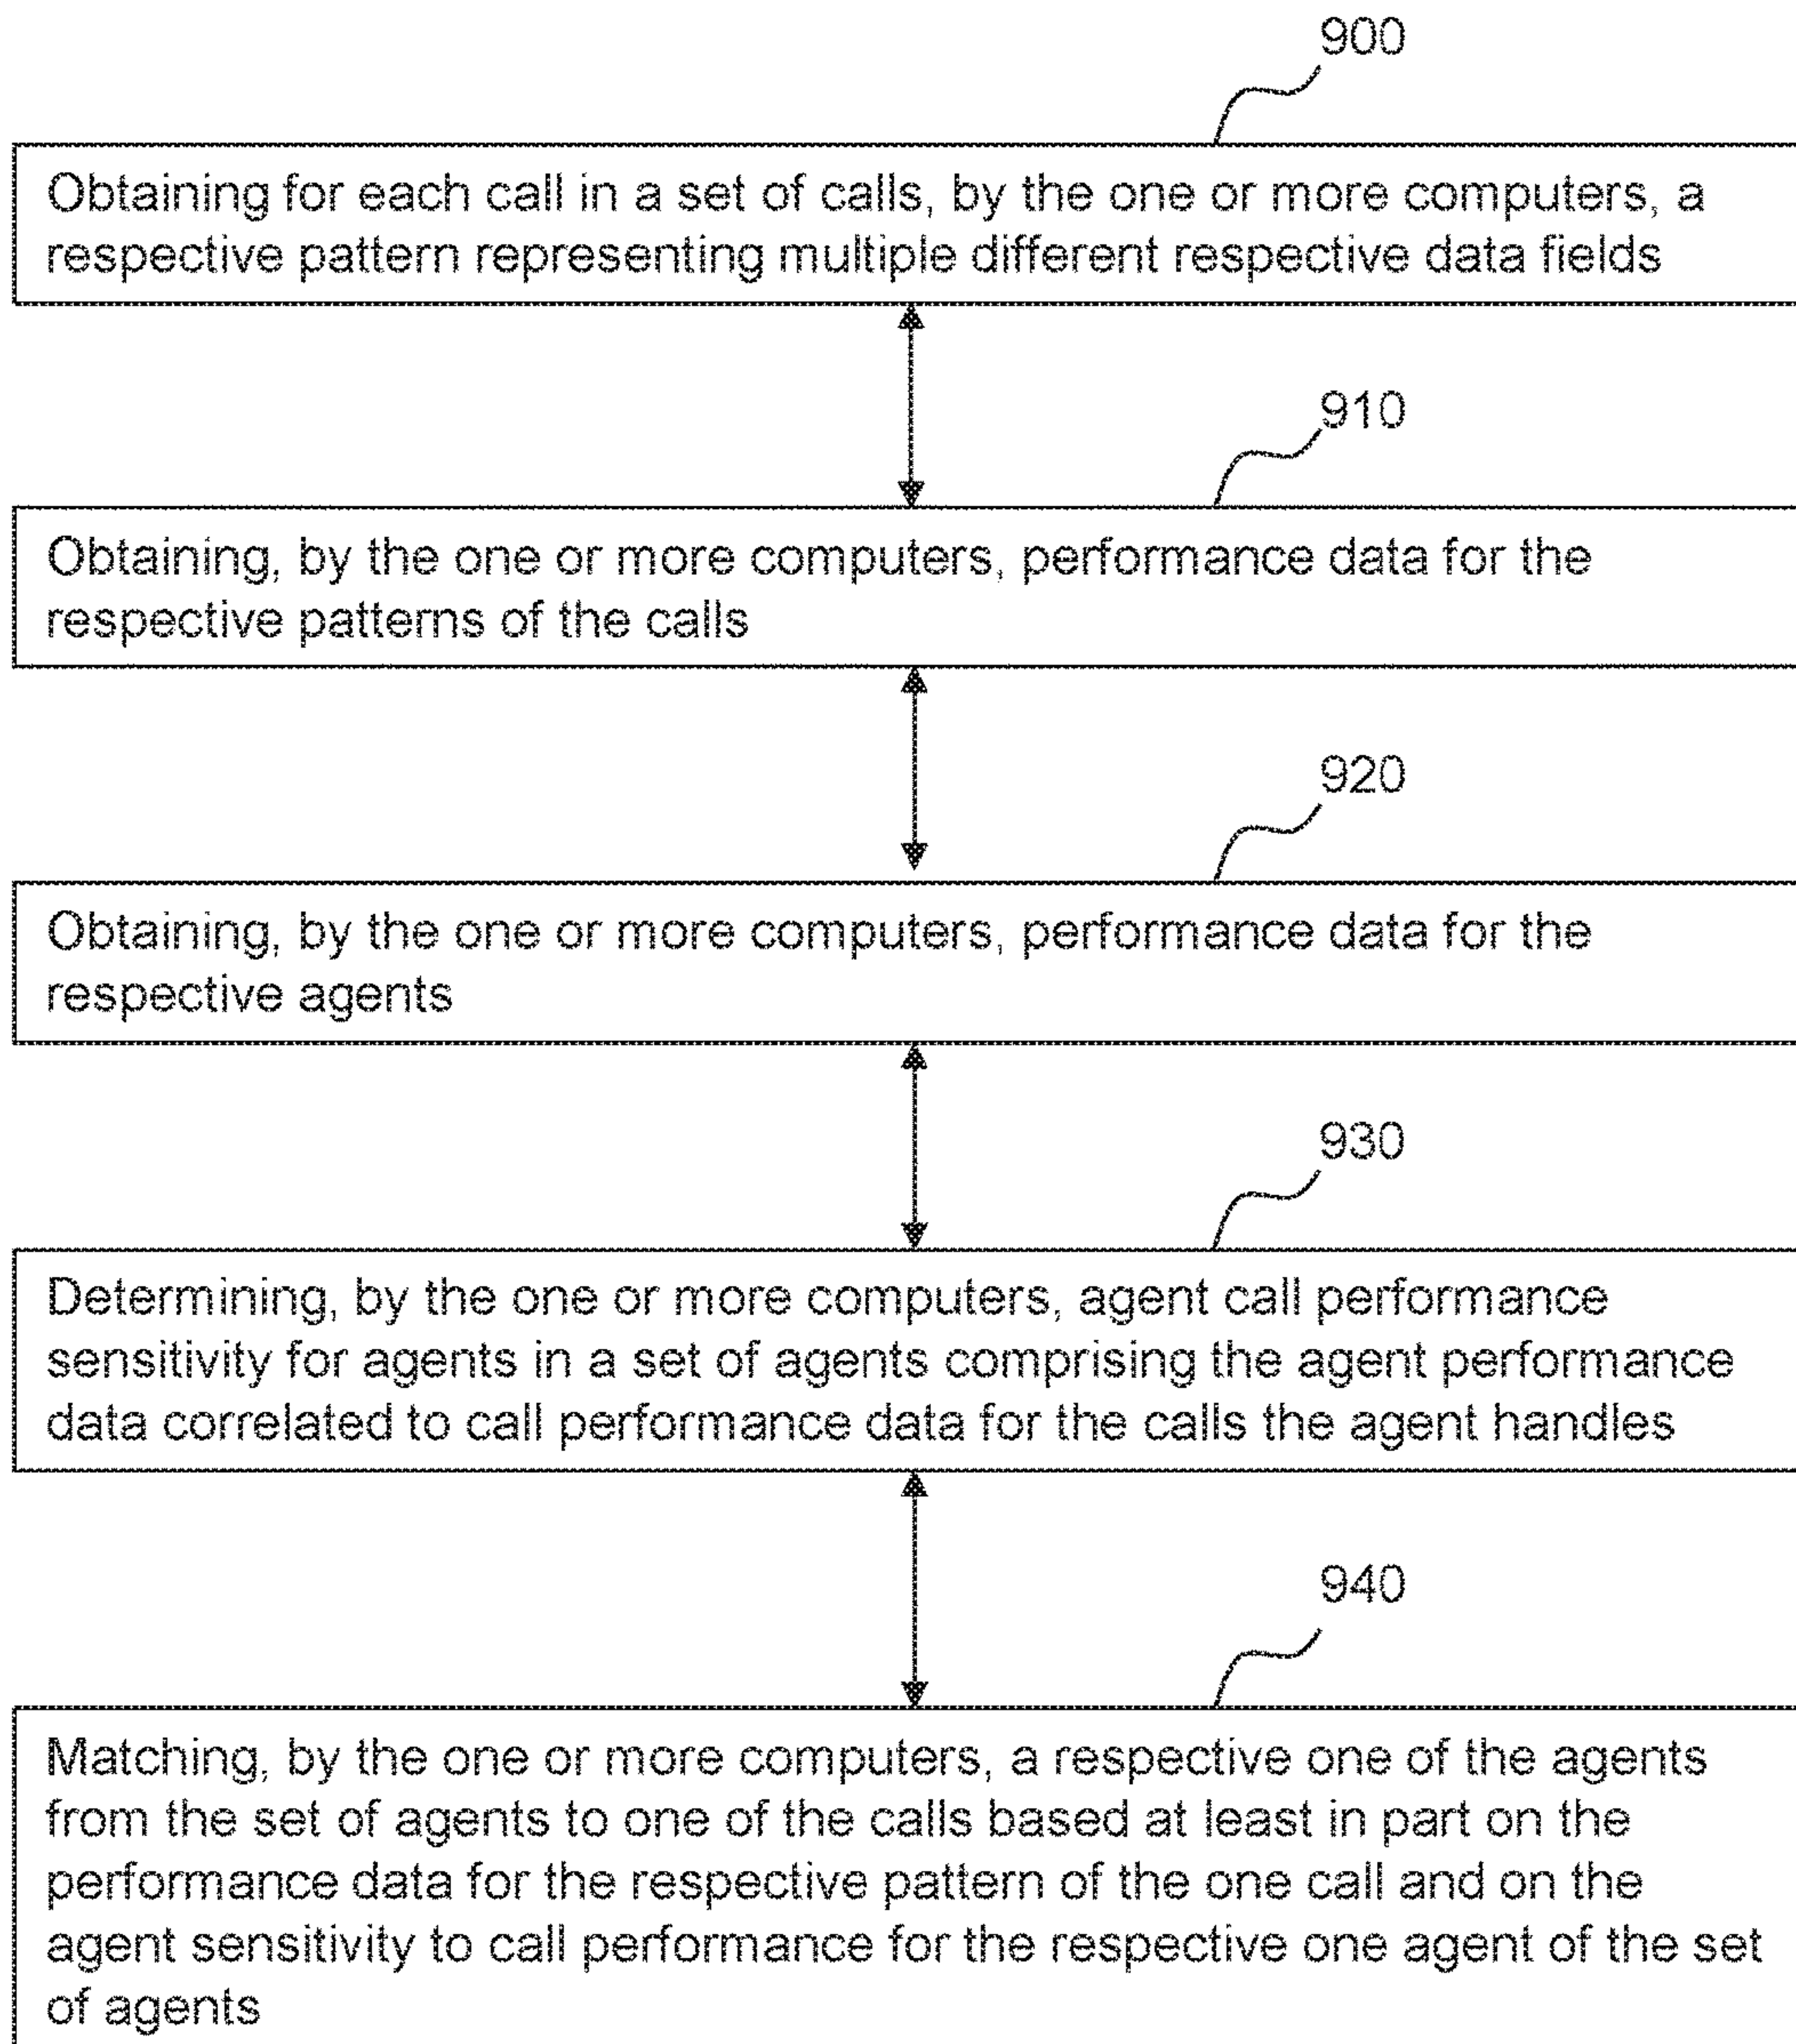 900
Obtaining for each call in a set of calls, by the one or more computers, a
respective pattern representing multiple different respective data fields
910
Obtaining, by the one or more computers, performance data for the
respective patterns of the calls
920
Obtaining, by the one or more computers, performance data for the
respective agents
930
Determining, by the one or more computers, agent call performance
sensitivity for agents in a set of agents comprising the agent performance
data correlated to call performance data for the calls the agent handles
940
Matching, by the one or more computers, a respective one of the agents
from the set of agents to one of the calls based at least in part on the
performance data for the respective pattern of the one call and on the
agent sensitivity to call performance for the respective one agent of the set
of agents